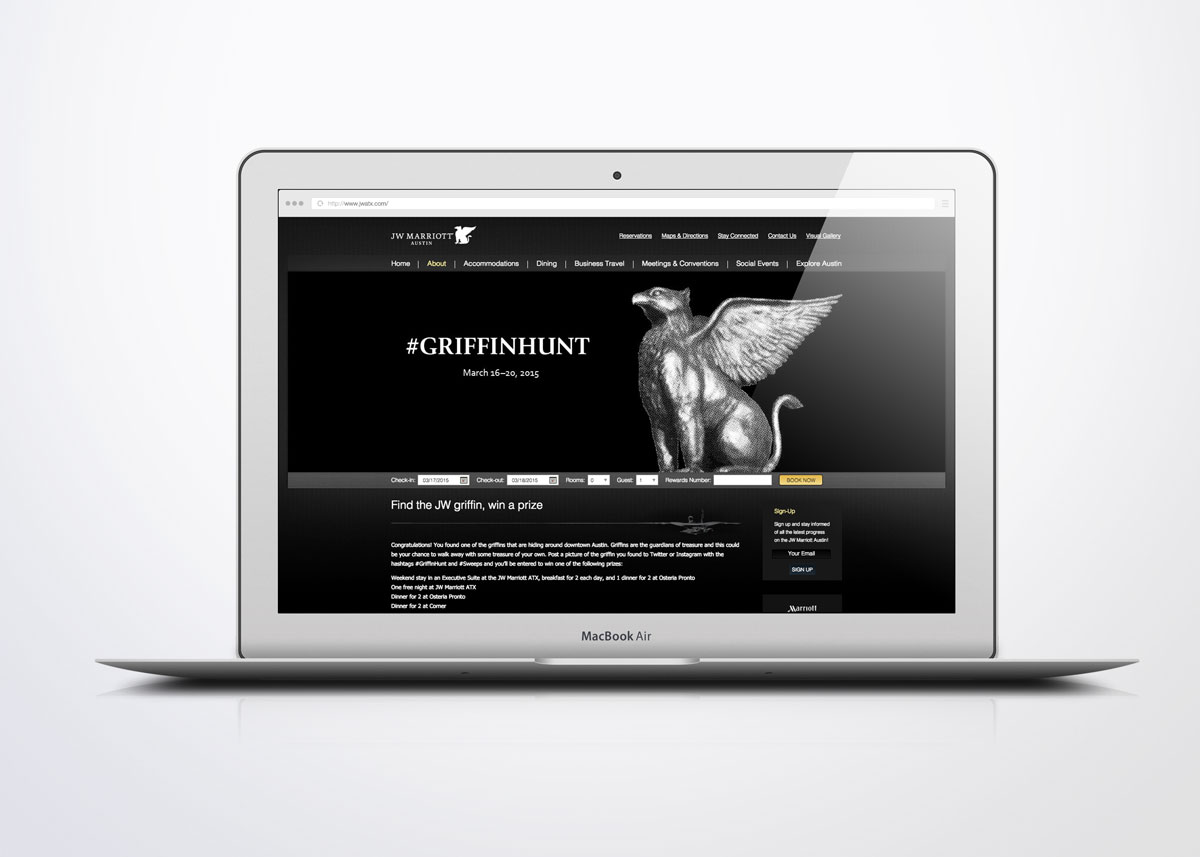 http://www.jwatx.com/
JW MARRIOTT
AUSTIN
Reservations Maps & Directions Stay Connected Contact Us Visual Gallery
Home | About | Accommodations | Dining | Business Travel | Meetings & Conventions | Social Events | Explore Austin
#GRIFFINHUNT
March 16–20, 2015
Check-in: 03/17/2015 Check-out: 03/18/2015 Rooms: 0 Guest: 1 Rewards Number: BOOK NOW
Find the JW griffin, win a prize
Congratulations! You found one of the griffins that are hiding around downtown Austin. Griffins are the guardians of treasure and this could
be your chance to walk away with some treasure of your own. Post a picture of the griffin you found to Twitter or Instagram with the
hashtags #GriffinHunt and #Sweeps and you'll be entered to win one of the following prizes:
Weekend stay in an Executive Suite at the JW Marriott ATX, breakfast for 2 each day, and 1 dinner for 2 at Osteria Pronto
One free night at JW Marriott ATX
Dinner for 2 at Osteria Pronto
Dinner for 2 at Corner
Sign-Up
Sign up and stay informed
of all the latest progress
on the JW Marriott Austin!
Your Email
SIGN UP
Marriott
MacBook Air